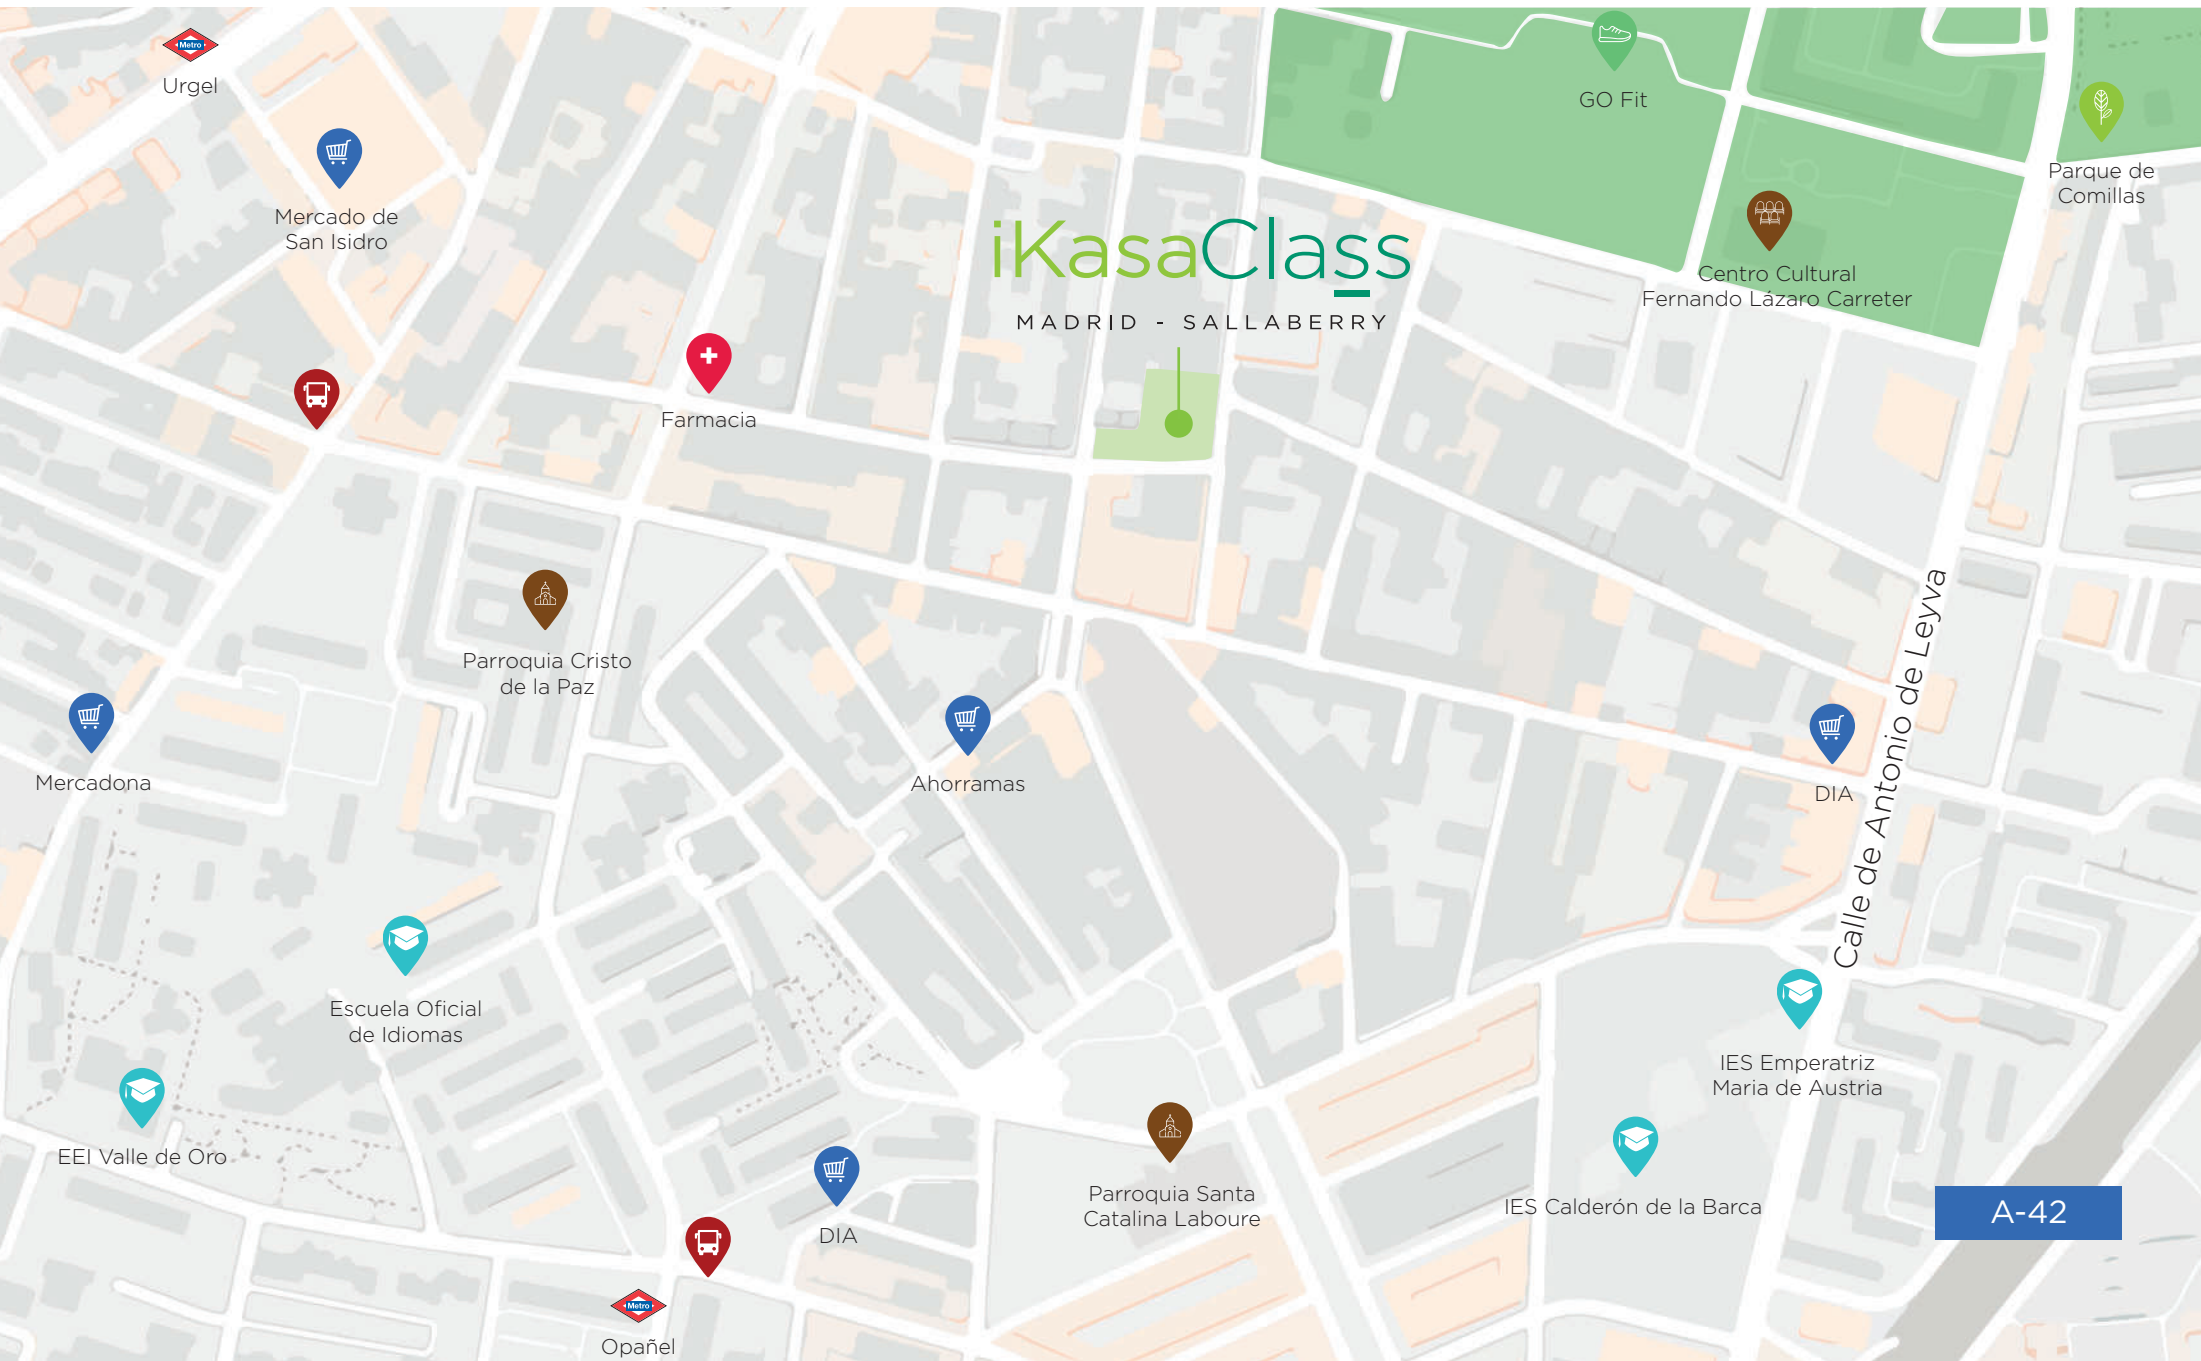 Metro
Urgel
GO Fit
Parque de
Comillas
Mercado de
San Isidro
iKasaClass
MADRID - SALLABERRY
Centro Cultural
Fernando Lázaro Carreter
Farmacia
Parroquia Cristo
de la Paz
Calle de Antonio de Leyva
Mercadona
Ahorramas
DIA
Escuela Oficial
de Idiomas
IES Emperatriz
Maria de Austria
EEI Valle de Oro
Parroquia Santa
Catalina Laboure
IES Calderón de la Barca
A-42
DIA
Metro
Opañel